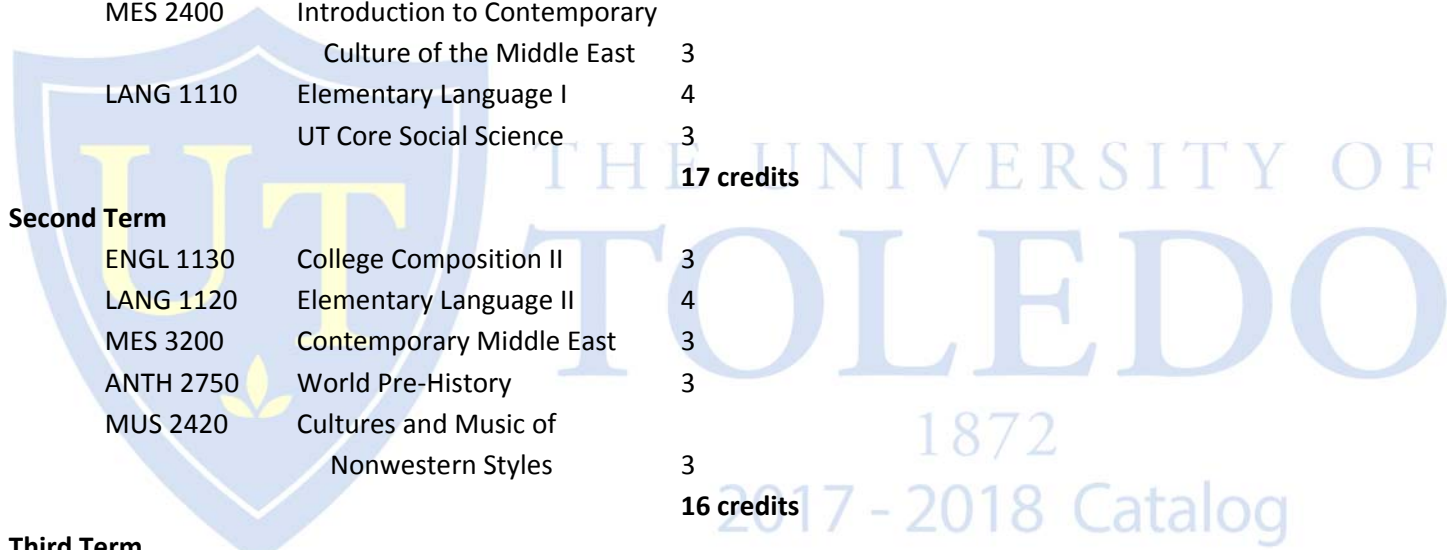 MES 2400 Introduction to Contemporary
Culture of the Middle East 3
LANG 1110 Elementary Language I 4
UT Core Social Science 3
17 credits
Second Term
ENGL 1130 College Composition II 3
LANG 1120 Elementary Language II 4
MES 3200 Contemporary Middle East 3
ANTH 2750 World Pre-History 3
MUS 2420 Cultures and Music of
Nonwestern Styles 3
16 credits
Third Term
UT
THE UNIVERSITY OF
TOLEDO
1872
2017 - 2018 Catalog